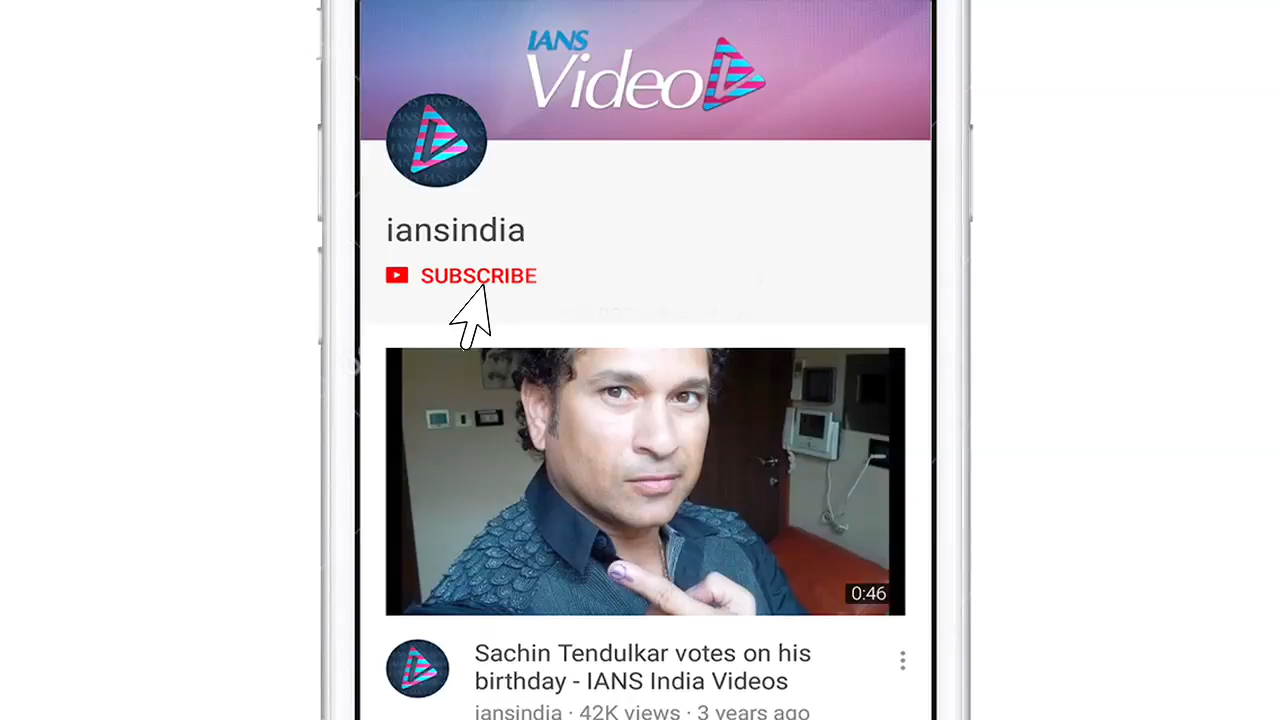 IANS
Video
iansindia
SUBSCRIBE
0:46
Sachin Tendulkar votes on his
birthday - IANS India Videos
iansindia · 42K views · 3 years ago